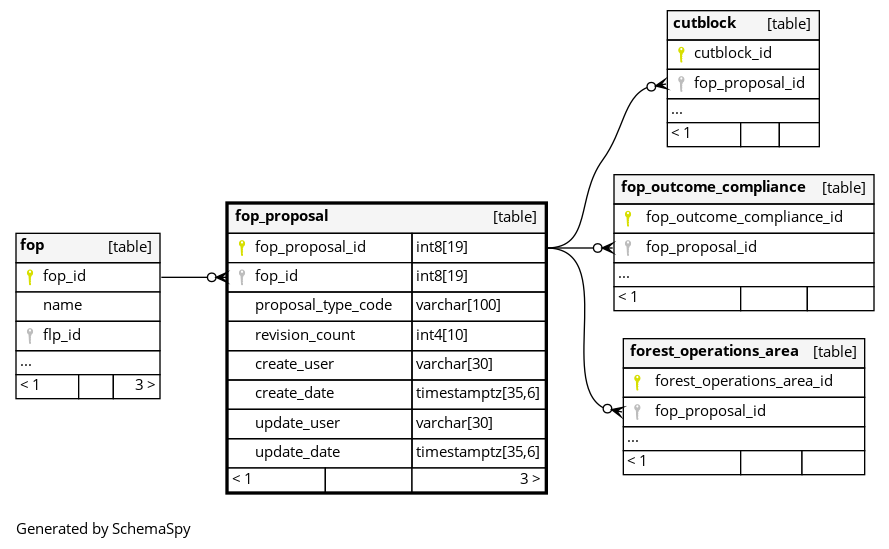 cutblock [table]
cutblock_id
fop_proposal_id
...
< 1
fop_outcome_compliance [table]
fop_outcome_compliance_id
fop_proposal_id
...
< 1
fop_proposal [table]
fop_proposal_id int8[19]
fop_id int8[19]
proposal_type_code varchar[100]
revision_count int4[10]
create_user varchar[30]
create_date timestamptz[35,6]
update_user varchar[30]
update_date timestamptz[35,6]
< 1 3 >
fop [table]
fop_id
name
flp_id
...
< 1 3 >
forest_operations_area [table]
forest_operations_area_id
fop_proposal_id
...
< 1
Generated by SchemaSpy